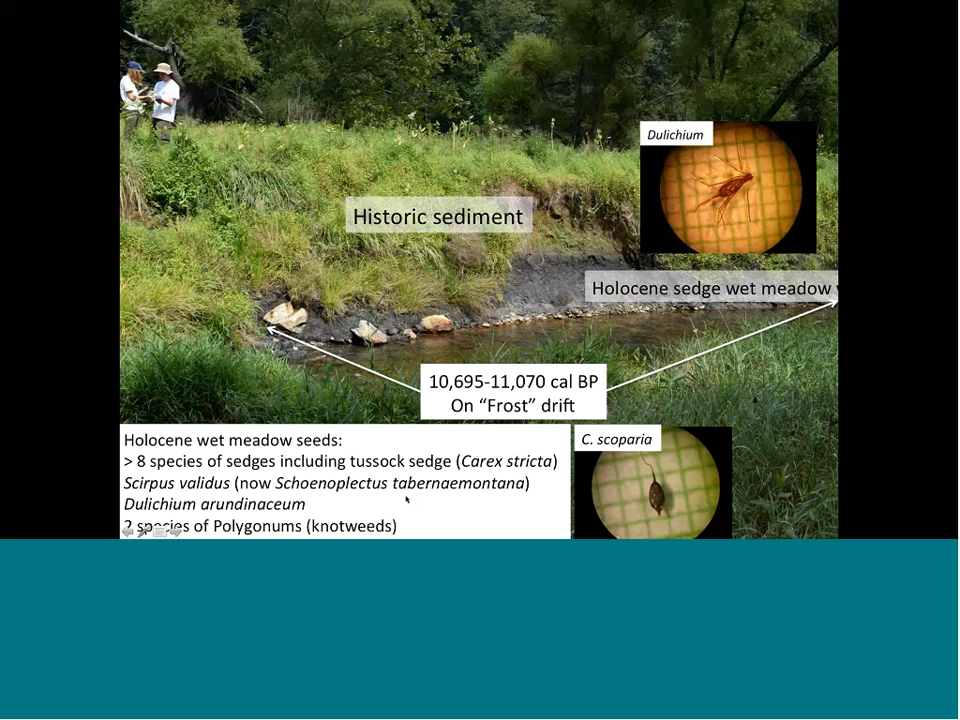 Dulichium
Historic sediment
Holocene sedge wet meadow
10,695-11,070 cal BP
On “Frost” drift
Holocene wet meadow seeds:
> 8 species of sedges including tussock sedge (Carex stricta)
Scirpus validus (now Schoenoplectus tabernaemontana)
Dulichium arundinaceum
2 species of Polygonums (knotweeds)
C. scoparia